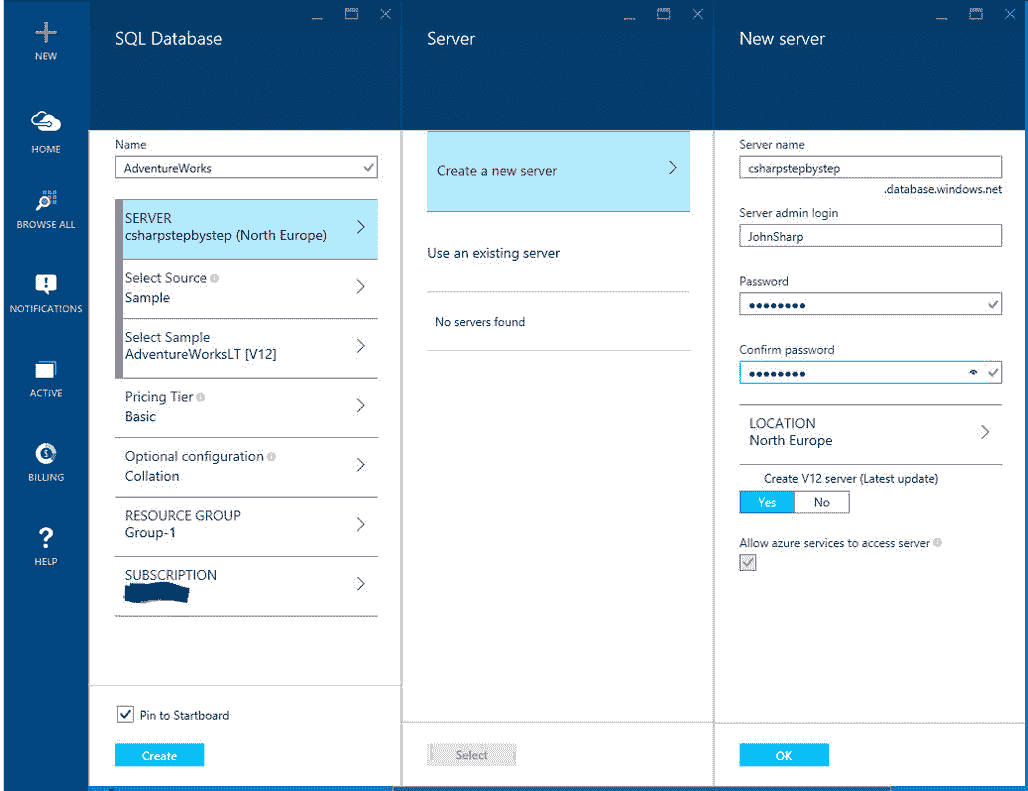 NEW
HOME
BROWSE ALL
NOTIFICATIONS
ACTIVE
BILLING
HELP
SQL Database
Name
AdventureWorks
SERVER
csharpstepbystep (North Europe)
Select Source
Sample
Select Sample
AdventureWorksLT [V12]
Pricing Tier
Basic
Optional configuration
Collation
RESOURCE GROUP
Group-1
SUBSCRIPTION
Pin to Startboard
Create
Server
Create a new server
Use an existing server
No servers found
Select
New server
Server name
csharpstepbystep
.database.windows.net
Server admin login
JohnSharp
Password
••••••••
Confirm password
••••••••
LOCATION
North Europe
Create V12 server (Latest update)
Yes No
Allow azure services to access server
OK